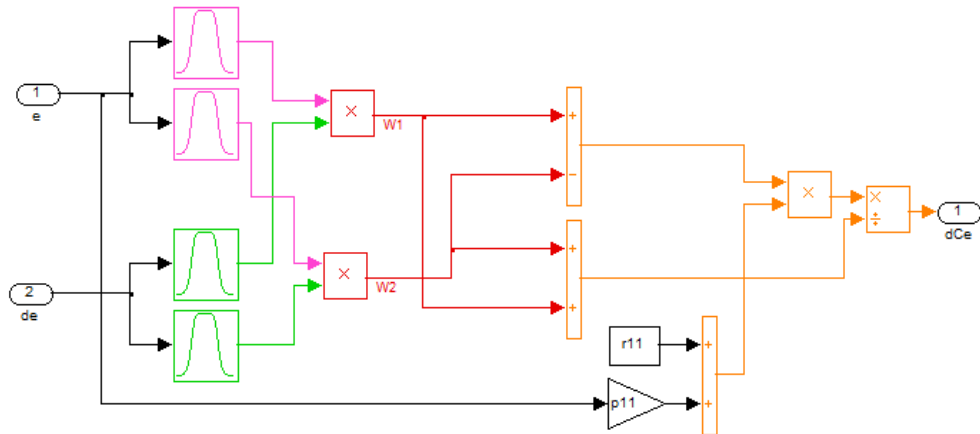 1
e
×
W1
+
−
×
1
dCe
×
÷
2
de
×
W2
+
+
r11
+
p11
+